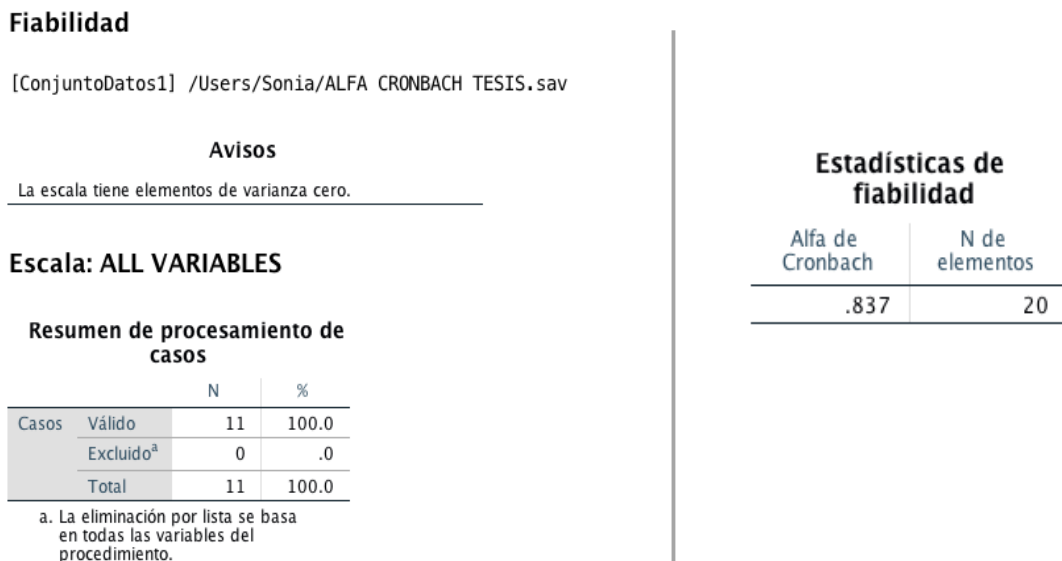 Fiabilidad
[ConjuntoDatos1] /Users/Sonia/ALFA CRONBACH TESIS.sav
Avisos
La escala tiene elementos de varianza cero.
Escala: ALL VARIABLES
Resumen de procesamiento de
casos
N %
Casos Válido 11 100.0
Excluidoª 0 .0
Total 11 100.0
a. La eliminación por lista se basa
en todas las variables del
procedimiento.
Estadísticas de
fiabilidad
Alfa de
Cronbach
N de
elementos
.837 20